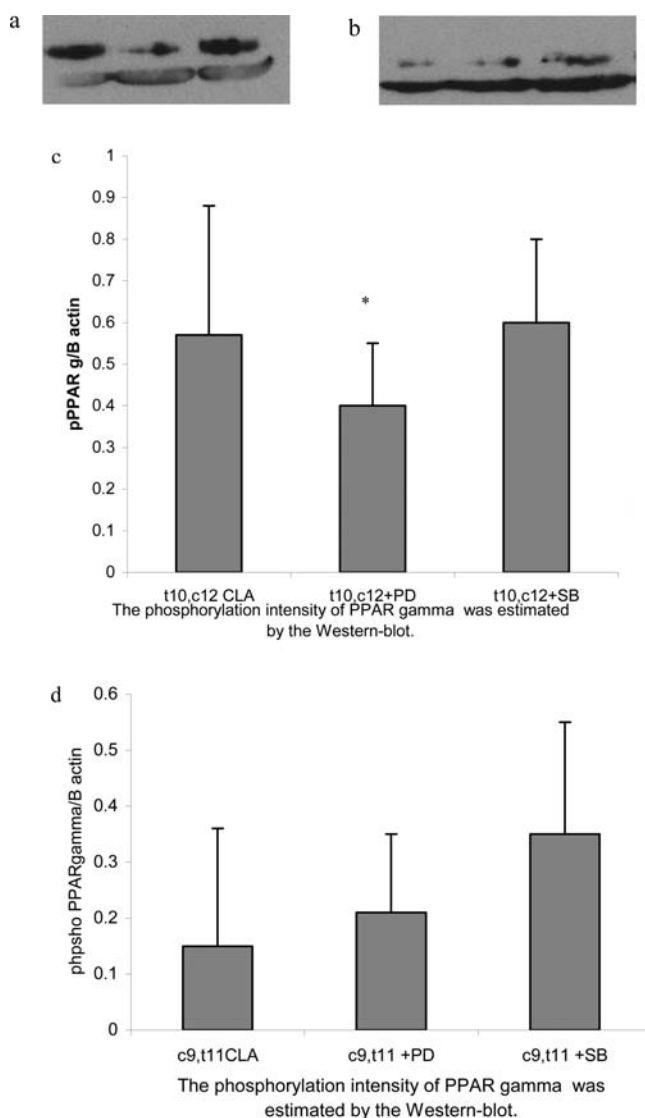 a
b
c
1
0.9
0.8
0.7
0.6
0.5
0.4
0.3
0.2
0.1
0
pPPAR g/B actin
*
t10,c12 CLA t10,c12+PD t10,c12+SB
The phosphorylation intensity of PPAR gamma was estimated
by the Western-blot.
d
0.6
0.5
0.4
0.3
0.2
0.1
0
phpsho PPARgamma/B actin
c9,t11CLA c9,t11 +PD c9,t11 +SB
The phosphorylation intensity of PPAR gamma was
estimated by the Western-blot.